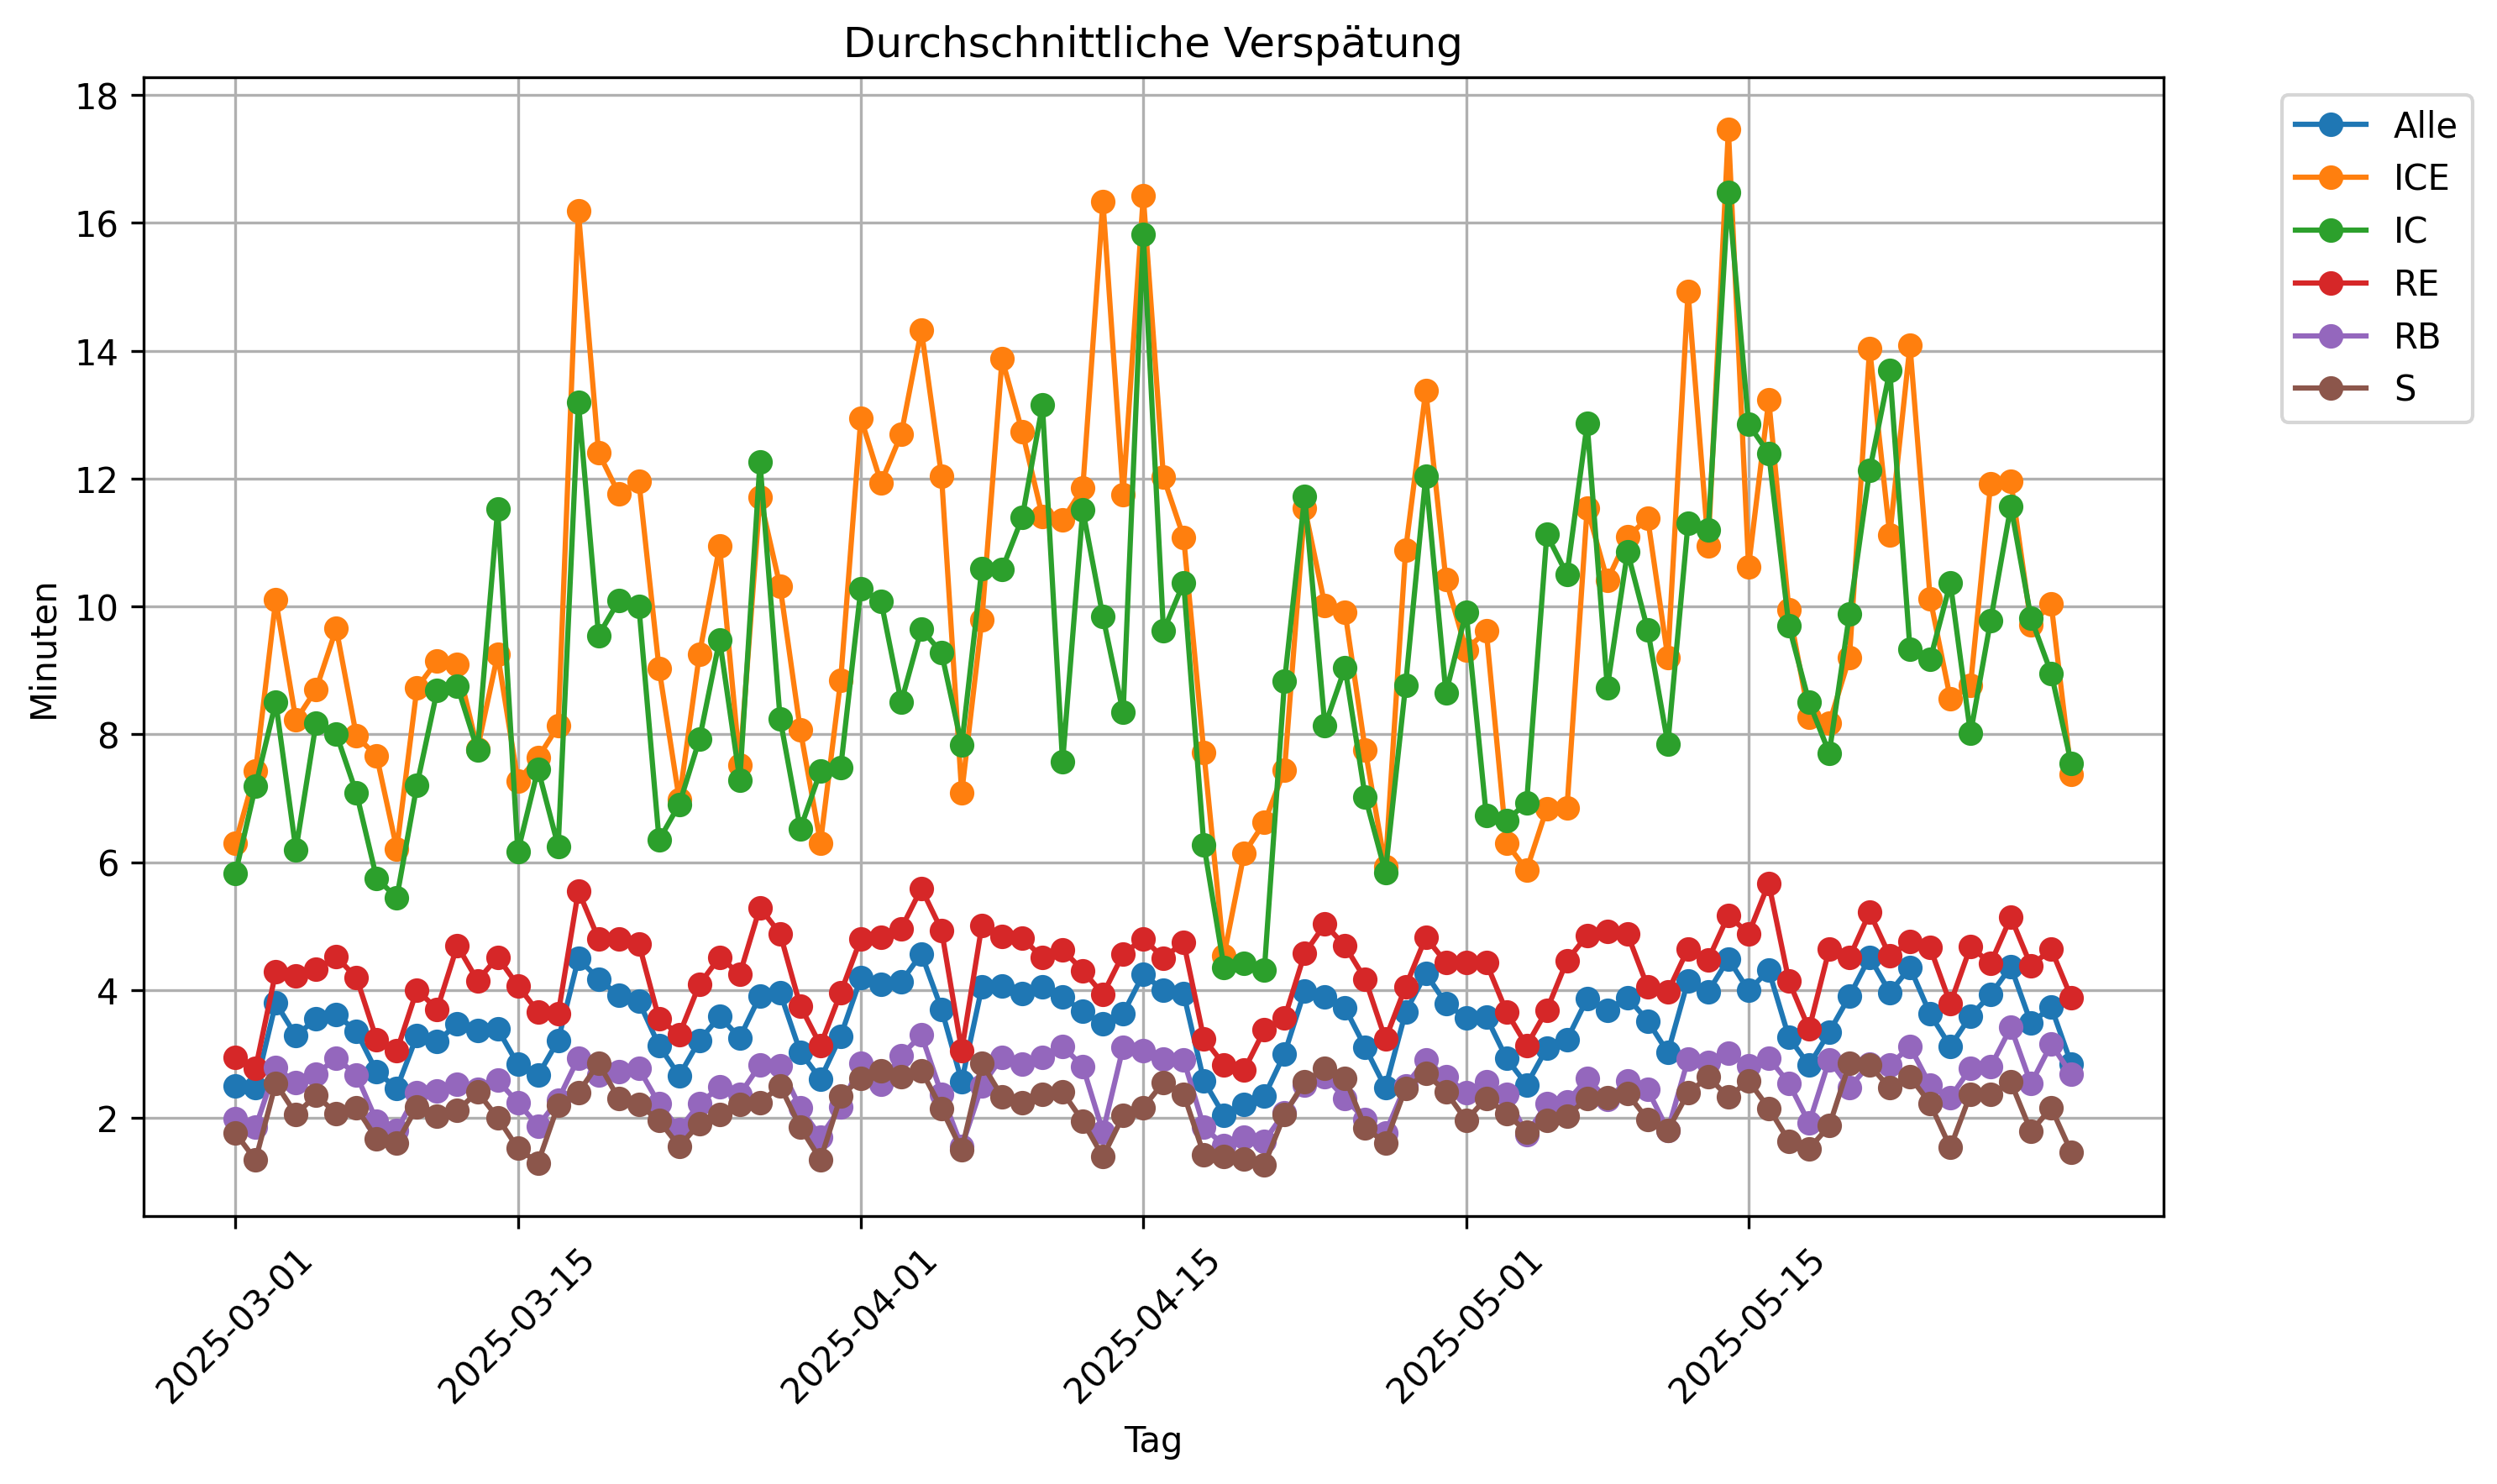 Durchschnittliche Verspätung
18
16
14
12
10
8
6
4
2
Minuten
2025-03-01
2025-03-15
2025-04-01
2025-04-15
2025-05-01
2025-05-15
Tag
Alle
ICE
IC
RE
RB
S